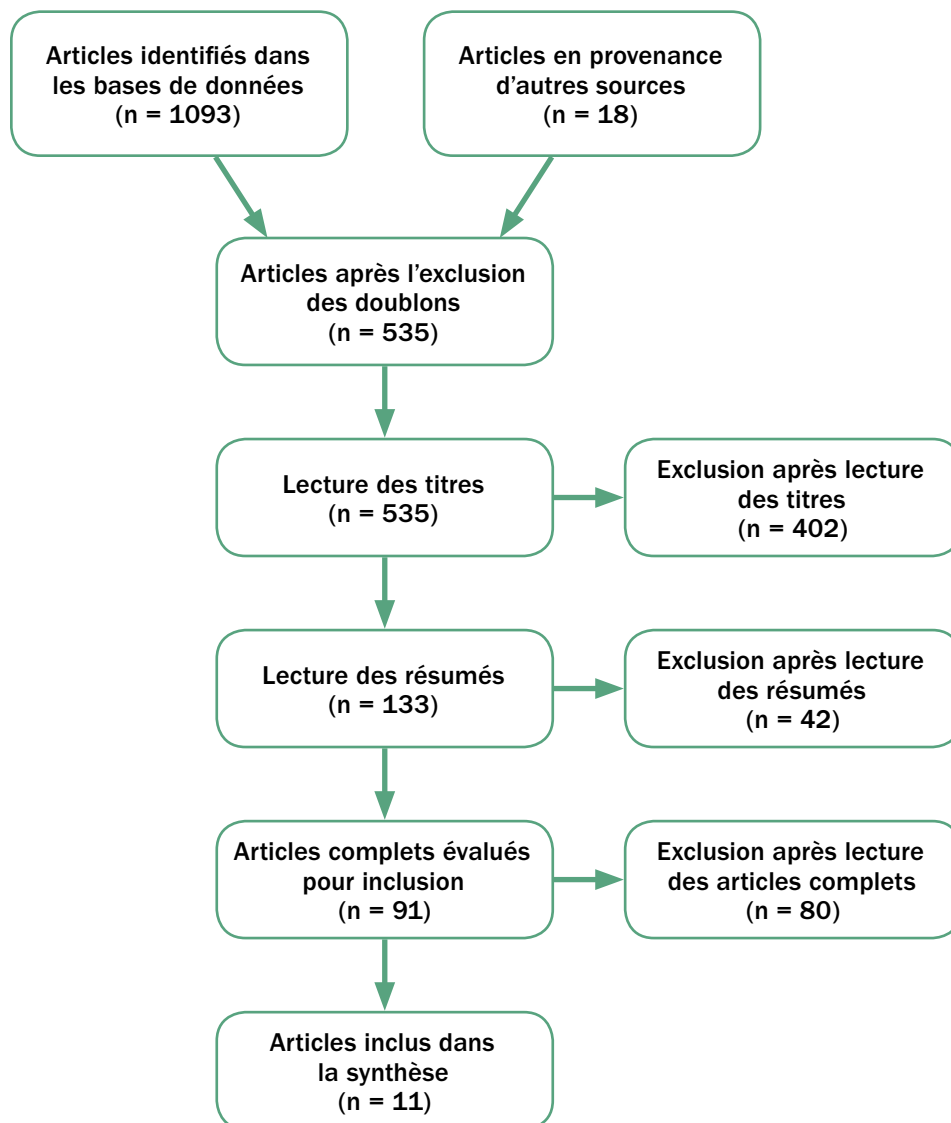 Articles identifiés dans
les bases de données
(n = 1093)
Articles en provenance
d'autres sources
(n = 18)
Articles après l'exclusion
des doublons
(n = 535)
Lecture des titres
(n = 535)
Exclusion après lecture
des titres
(n = 402)
Lecture des résumés
(n = 133)
Exclusion après lecture
des résumés
(n = 42)
Articles complets évalués
pour inclusion
(n = 91)
Exclusion après lecture
des articles complets
(n = 80)
Articles inclus dans
la synthèse
(n = 11)